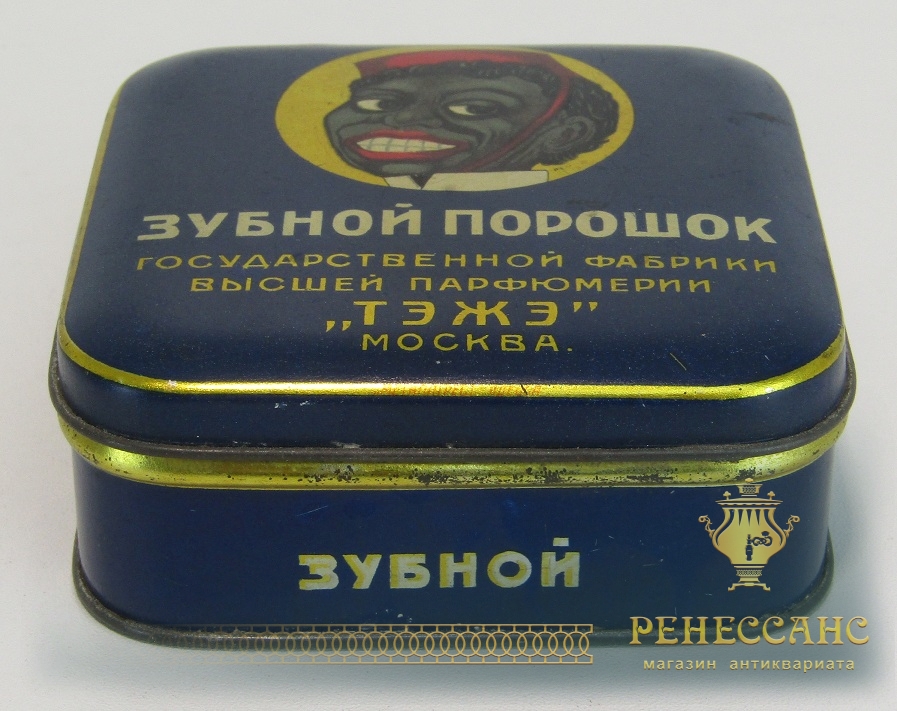 ЗУБНОЙ ПОРОШОК
ГОСУДАРСТВЕННОЙ ФАБРИКИ
ВЫСШЕЙ ПАРФЮМЕРИИ
„ТЭЖЭ”
МОСКВА.
ЗУБНОЙ
РЕНЕССАНС
магазин антиквариата